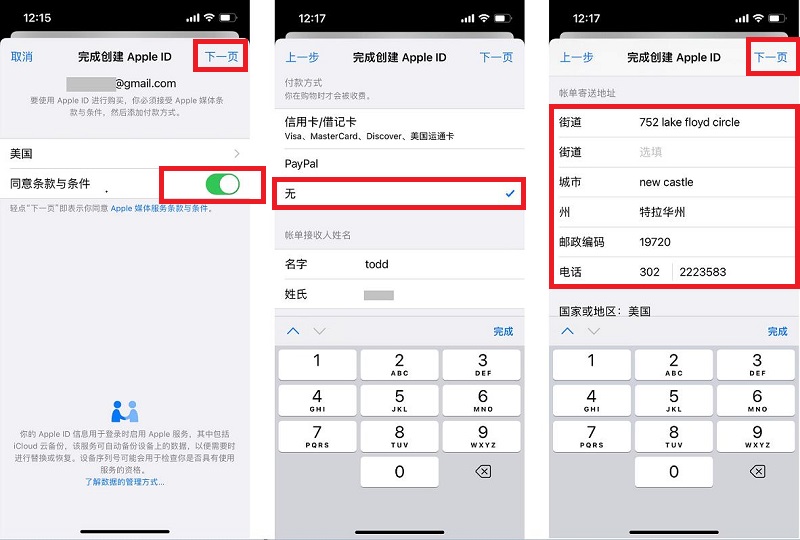 12:15
取消
完成创建 Apple ID
下一页
@gmail.com
要使用 Apple ID 进行购买，你必须接受 Apple 媒体条
款与条件，然后添加付款方式。
美国
同意条款与条件
轻点“下一页”即表示你同意 Apple 媒体服务条款与条件。
你的 Apple ID 信息用于登录时启用 Apple 服务，其中包括
iCloud 云备份，该服务可自动备份设备上的数据，以便需要时
进行替换或恢复。设备序列号可能会用于检查你是否具有使用
服务的资格。
了解数据的管理方式...
12:17
上一步
完成创建 Apple ID
下一页
付款方式
你在购物时才会被收费。
信用卡/借记卡
Visa、MasterCard、Discover、美国运通卡
PayPal
无
帐单接收人姓名
名字 todd
姓氏
完成
1
2 ABC
3 DEF
4 GHI
5 JKL
6 MNO
7 PQRS
8 TUV
9 WXYZ
0
12:17
上一步
完成创建 Apple ID
下一页
帐单寄送地址
街道 752 lake floyd circle
街道 选填
城市 new castle
州 特拉华州
邮政编码 19720
电话 302 2223583
国家或地区：美国
完成
1
2 ABC
3 DEF
4 GHI
5 JKL
6 MNO
7 PQRS
8 TUV
9 WXYZ
0